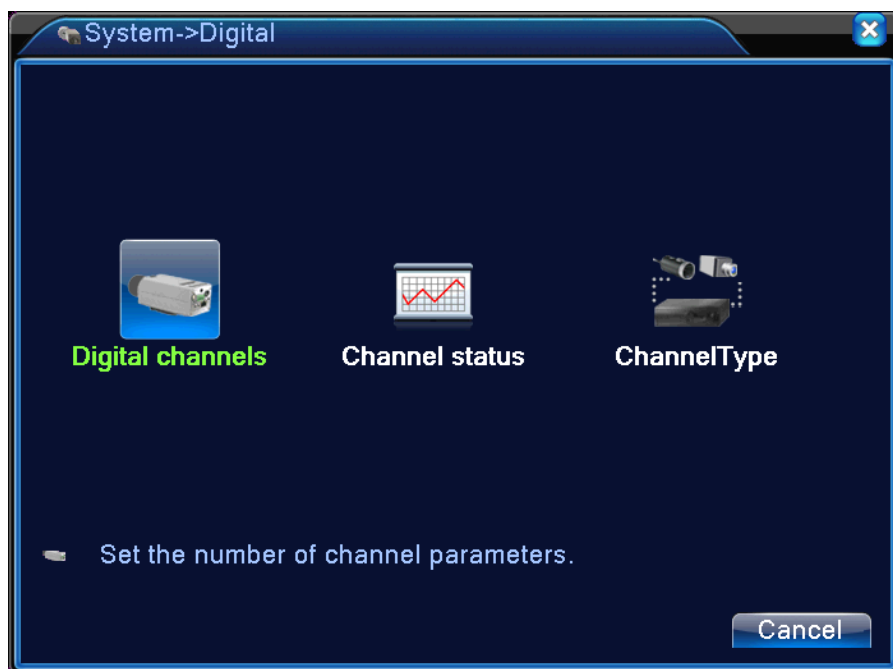 System->Digital
Digital channels
Channel status
ChannelType
Set the number of channel parameters.
Cancel